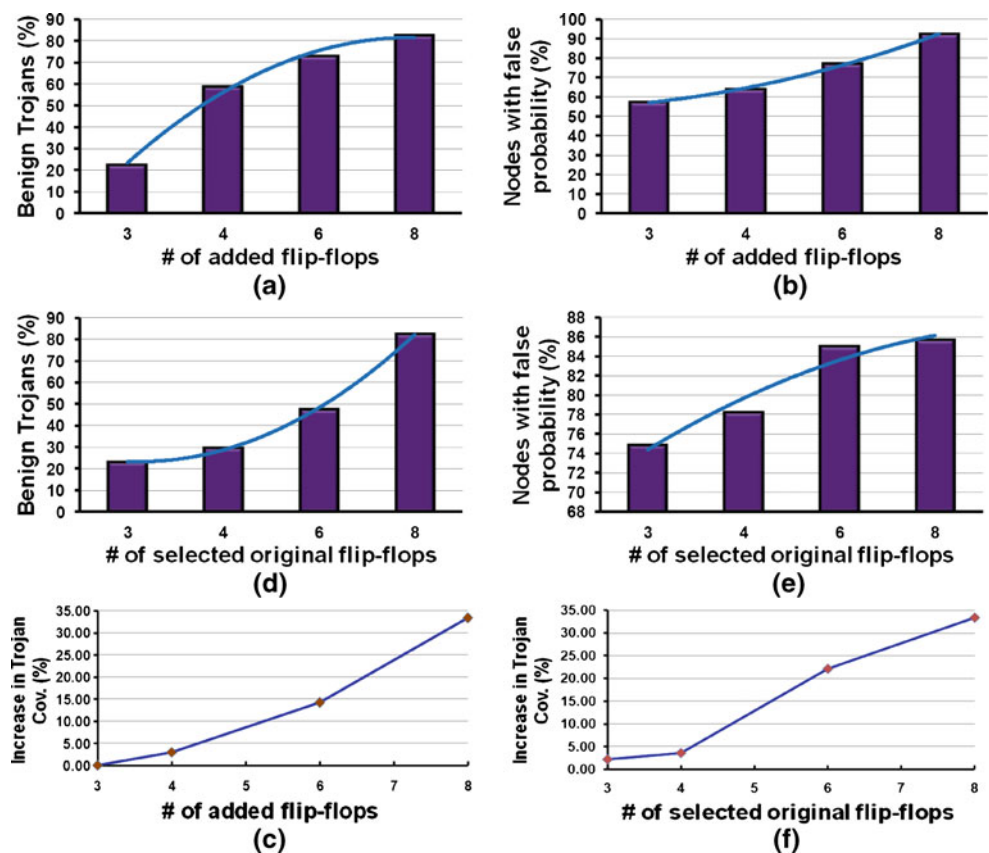 Benign Trojans (%)
90
80
70
60
50
40
30
20
10
0
3 4 6 8
# of added flip-flops
(a)
Nodes with false
probability (%)
100
90
80
70
60
50
40
30
20
10
0
3 4 6 8
# of added flip-flops
(b)
Benign Trojans (%)
90
80
70
60
50
40
30
20
10
0
3 4 6 8
# of selected original flip-flops
(d)
Nodes with false
probability (%)
88
86
84
82
80
78
76
74
72
70
68
3 4 6 8
# of selected original flip-flops
(e)
Increase in Trojan
Cov. (%)
35.00
30.00
25.00
20.00
15.00
10.00
5.00
0.00
3 4 5 6 7 8
# of added flip-flops
(c)
Increase in Trojan
Cov. (%)
35.00
30.00
25.00
20.00
15.00
10.00
5.00
0.00
3 4 5 6 7 8
# of selected original flip-flops
(f)